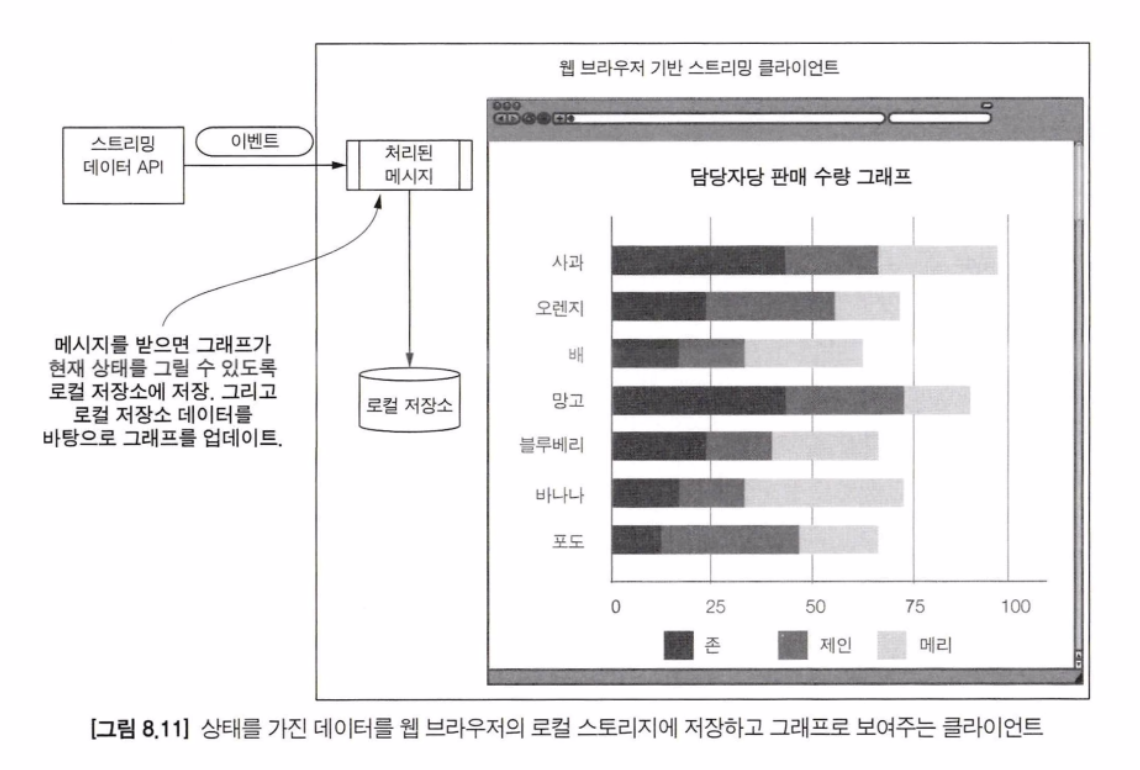 웹 브라우저 기반 스트리밍 클라이언트
스트리밍
데이터 API
이벤트
처리된
메시지
메시지를 받으면 그래프가
현재 상태를 그릴 수 있도록
로컬 저장소에 저장. 그리고
로컬 저장소 데이터를
바탕으로 그래프를 업데이트.
로컬 저장소
담당자당 판매 수량 그래프
사과
오렌지
배
망고
블루베리
바나나
포도
0 25 50 75 100
존 제인 메리
[그림 8.11] 상태를 가진 데이터를 웹 브라우저의 로컬 스토리지에 저장하고 그래프로 보여주는 클라이언트